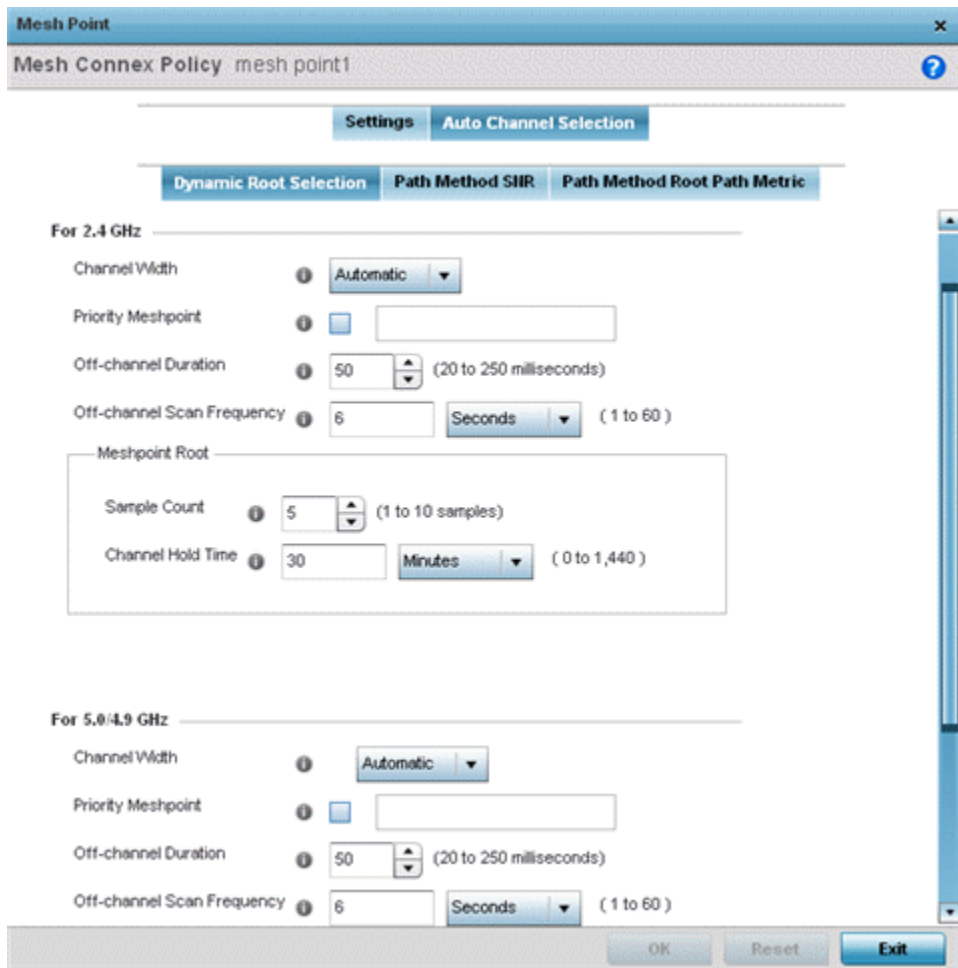 Mesh Point
Mesh Connex Policy mesh point1
Settings Auto Channel Selection
Dynamic Root Selection Path Method SNR Path Method Root Path Metric
For 2.4 GHz
Channel Width Automatic
Priority Meshpoint
Off-channel Duration 50 (20 to 250 milliseconds)
Off-channel Scan Frequency 6 Seconds ( 1 to 60 )
Meshpoint Root
Sample Count 5 (1 to 10 samples)
Channel Hold Time 30 Minutes ( 0 to 1,440 )
For 5.0/4.9 GHz
Channel Width Automatic
Priority Meshpoint
Off-channel Duration 50 (20 to 250 milliseconds)
Off-channel Scan Frequency 6 Seconds ( 1 to 60 )
OK Reset Exit